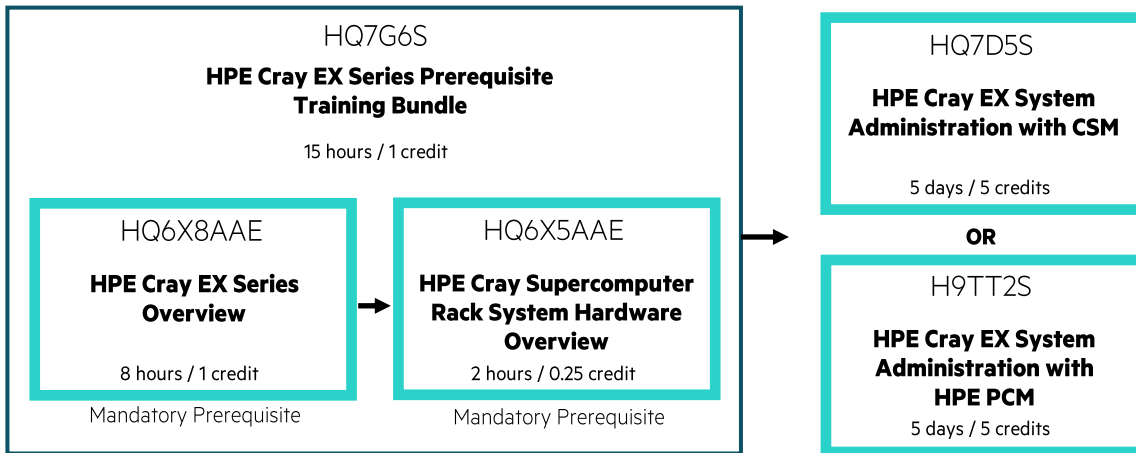 HQ7G6S
HPE Cray EX Series Prerequisite
Training Bundle
15 hours / 1 credit
HQ6X8AAE
HPE Cray EX Series
Overview
8 hours / 1 credit
Mandatory Prerequisite
HQ6X5AAE
HPE Cray Supercomputer
Rack System Hardware
Overview
2 hours / 0.25 credit
Mandatory Prerequisite
HQ7D5S
HPE Cray EX System
Administration with CSM
5 days / 5 credits
OR
H9TT2S
HPE Cray EX System
Administration with
HPE PCM
5 days / 5 credits